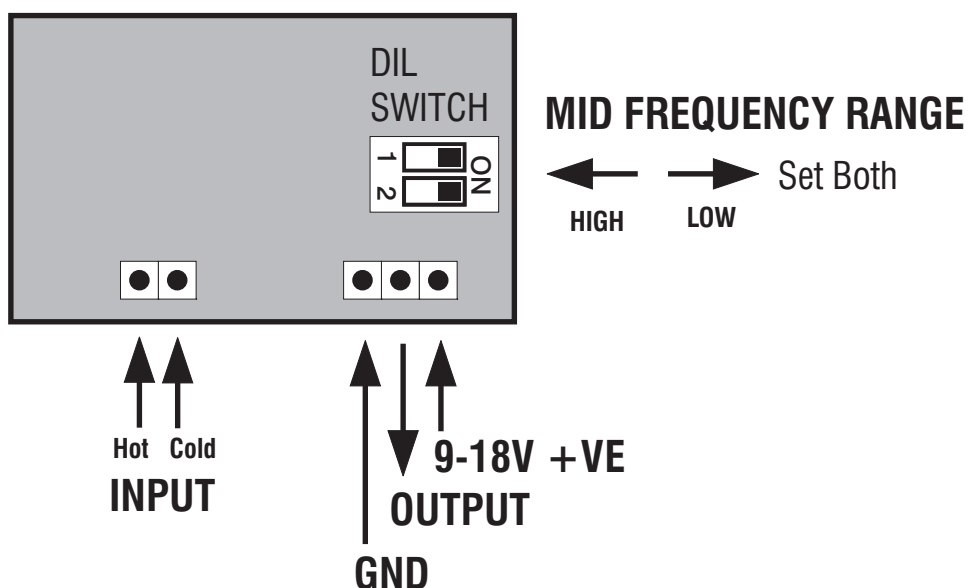 DIL
SWITCH
1
2
ON
MID FREQUENCY RANGE
Set Both
HIGH
LOW
Hot Cold
INPUT
9-18V +VE
OUTPUT
GND